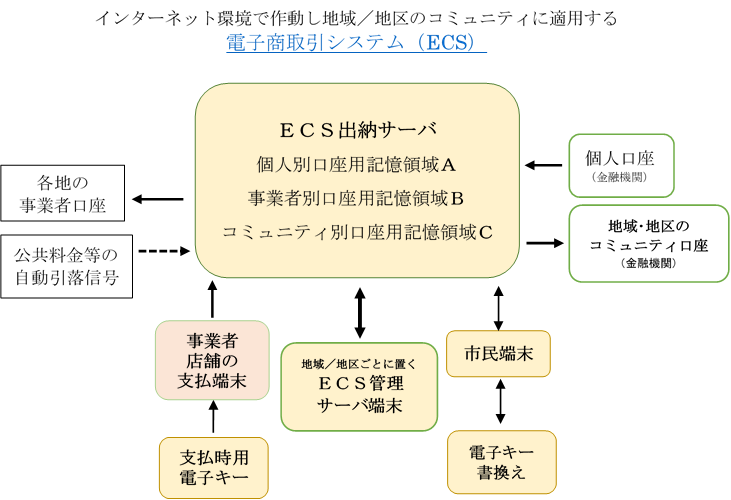 インターネット環境で作動し地域／地区のコミュニティに適用する
電子商取引システム（ECS）
ＥＣＳ出納サーバ
個人別口座用記憶領域A
事業者別口座用記憶領域B
コミュニティ別口座用記憶領域C
各地の
事業者口座
公共料金等の
自動引落信号
個人口座
（金融機関）
地域･地区の
コミュニティ口座
（金融機関）
事業者
店舗の
支払端末
地域／地区ごとに置く
ＥＣＳ管理
サーバ端末
市民端末
支払時用
電子キー
電子キー
書換え